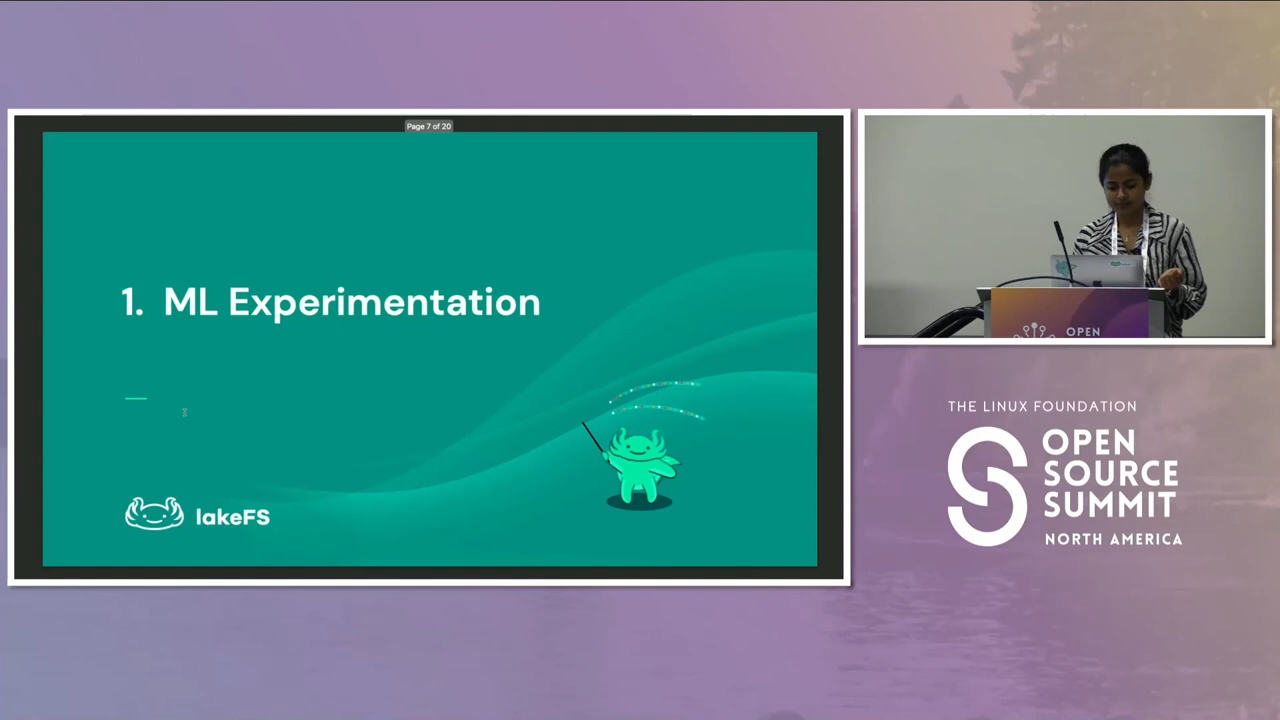 Page 7 of 20
1. ML Experimentation
lakeFS
OPEN
THE LINUX FOUNDATION
OPEN
SOURCE
SUMMIT
NORTH AMERICA